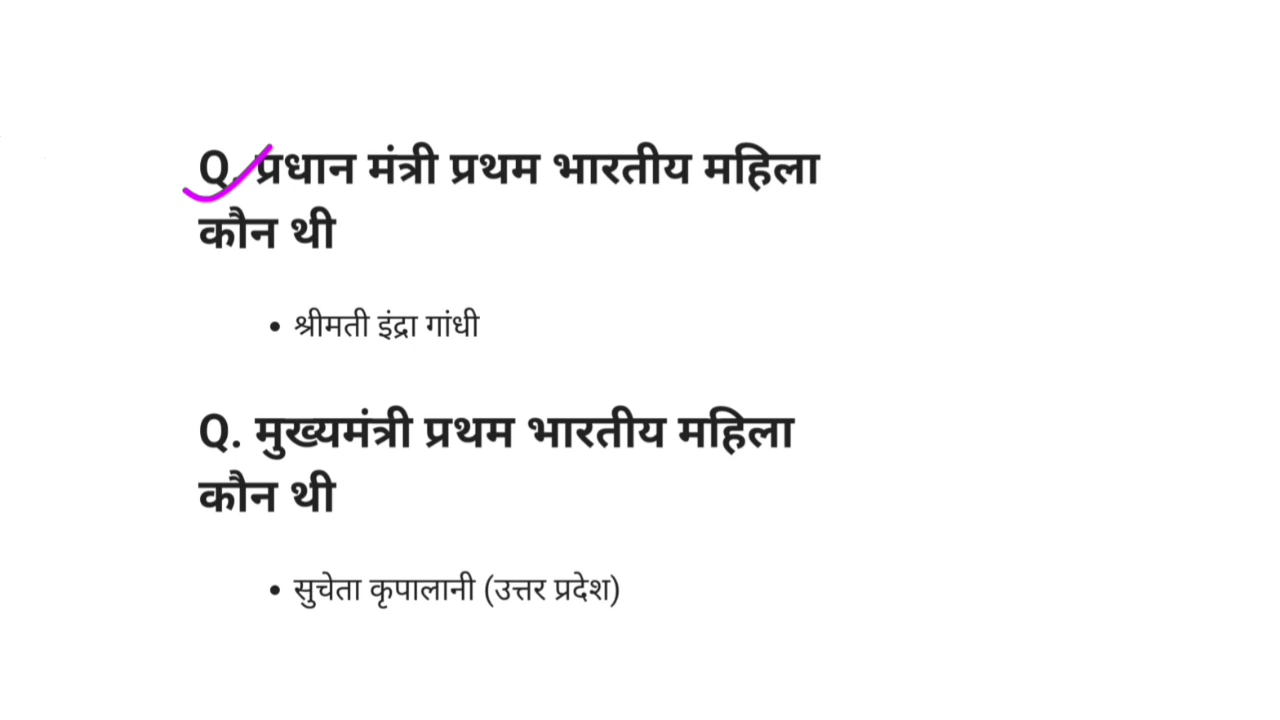 Q. प्रधान मंत्री प्रथम भारतीय महिला
कौन थी
• श्रीमती इंद्रा गांधी
Q. मुख्यमंत्री प्रथम भारतीय महिला
कौन थी
• सुचेता कृपालानी (उत्तर प्रदेश)